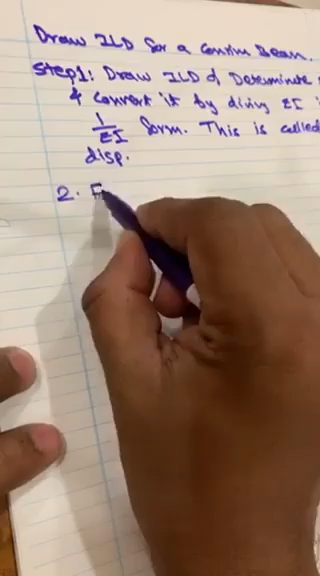 Draw ILD for a Contin Beam.
Step1: Draw ILD of Determinate
& convert it by diving EI
1/EI form. This is called
disp.
2. F